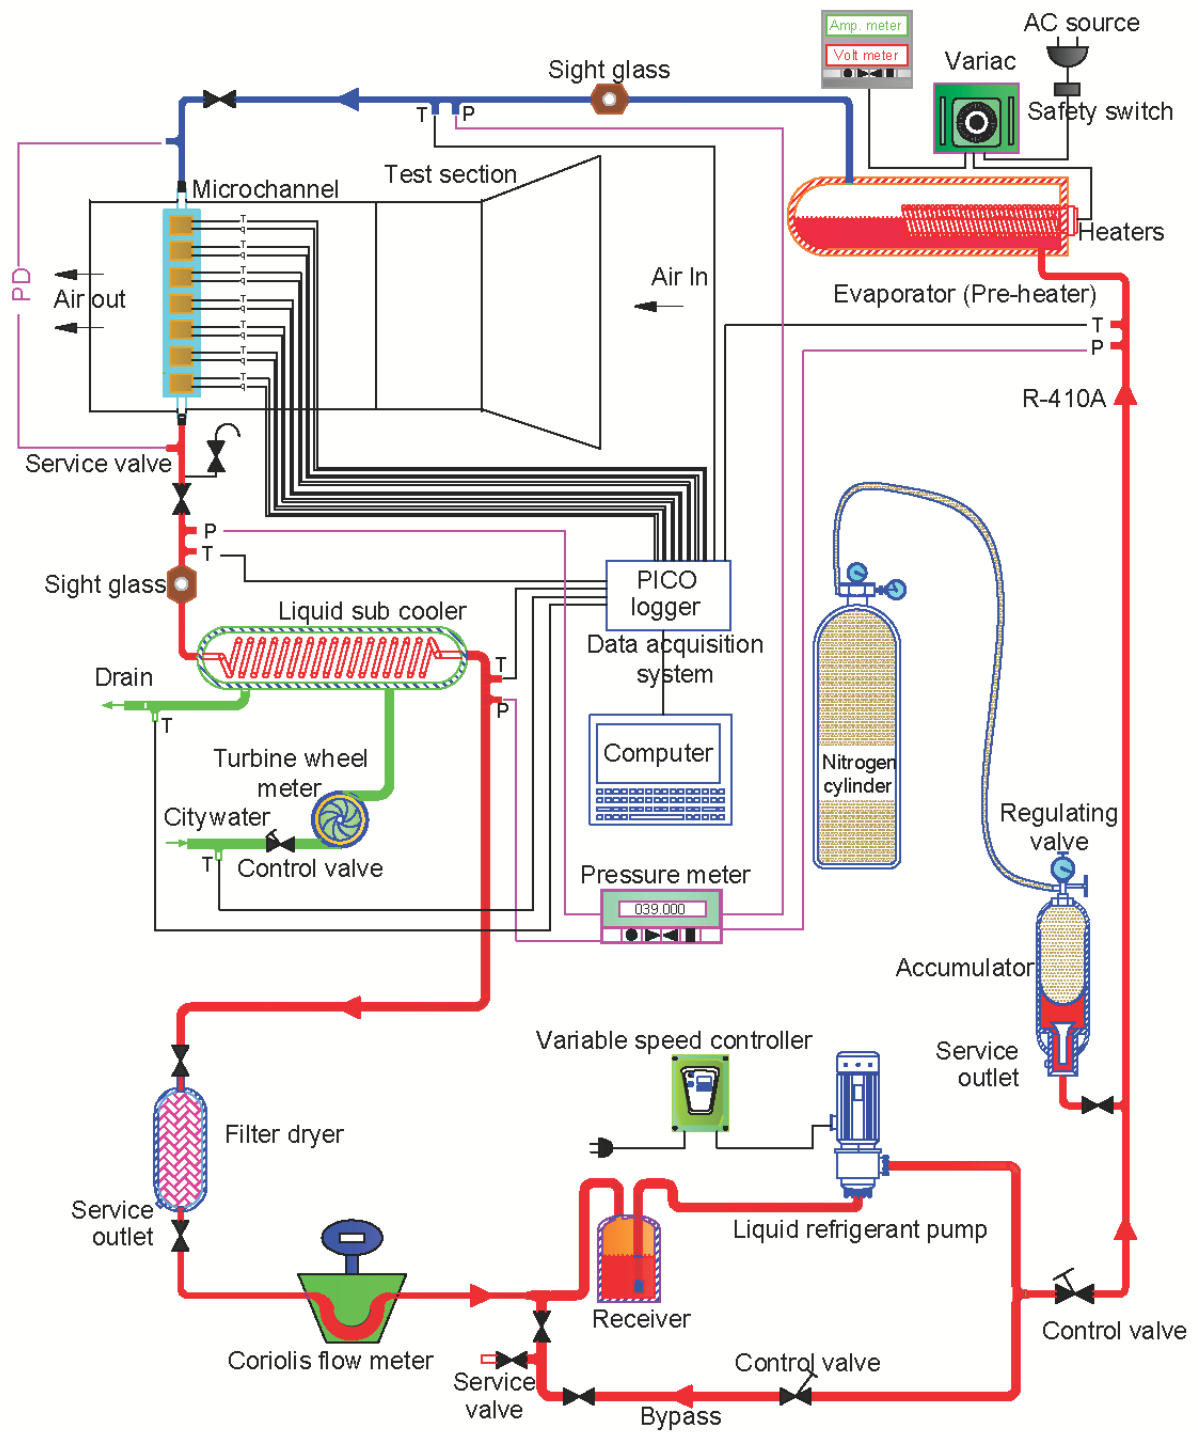 Amp. meter
Volt meter
AC source
Variac
Safety switch
Sight glass
T
P
Test section
Microchannel
T
q
T
q
T
q
T
q
T
q
T
q
T
q
PD
Air out
Air In
Heaters
Evaporator (Pre-heater)
T
P
R-410A
Service valve
P
T
Sight glass
PICO
logger
Data acquisition
system
Liquid sub cooler
T
P
Drain
T
Computer
Turbine wheel
meter
Citywater
Control valve
T
Nitrogen
cylinder
Regulating
valve
Pressure meter
039.000
Accumulator
Service
outlet
Variable speed controller
Filter dryer
Service
outlet
Liquid refrigerant pump
Receiver
Control valve
Coriolis flow meter
Service
valve
Control valve
Bypass